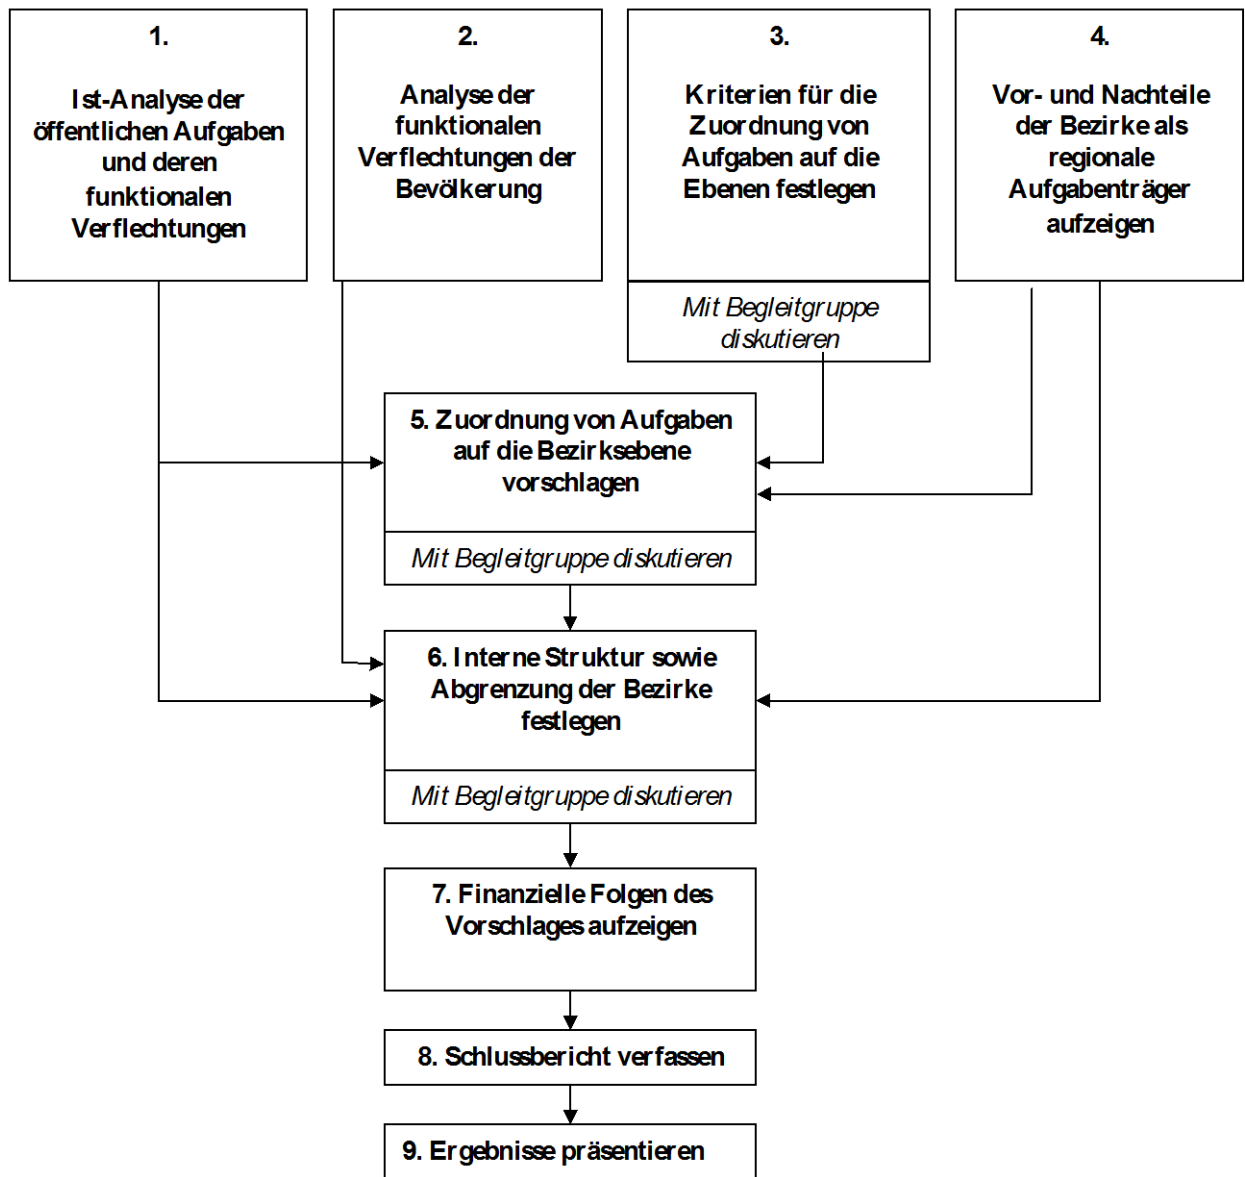 1.
Ist-Analyse der
öffentlichen Aufgaben
und deren
funktionalen
Verflechtungen
2.
Analyse der
funktionalen
Verflechtungen der
Bevölkerung
3.
Kriterien für die
Zuordnung von
Aufgaben auf die
Ebenen festlegen
Mit Begleitgruppe
diskutieren
4.
Vor- und Nachteile
der Bezirke als
regionale
Aufgabenträger
aufzeigen
5. Zuordnung von Aufgaben
auf die Bezirksebene
vorschlagen
Mit Begleitgruppe diskutieren
6. Interne Struktur sowie
Abgrenzung der Bezirke
festlegen
Mit Begleitgruppe diskutieren
7. Finanzielle Folgen des
Vorschlages aufzeigen
8. Schlussbericht verfassen
9. Ergebnisse präsentieren